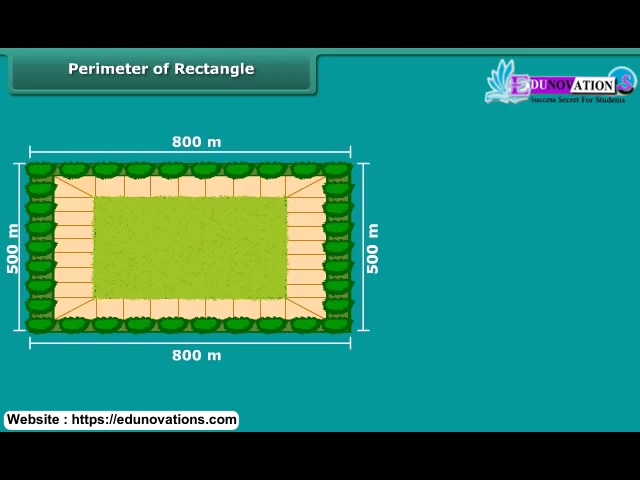 Perimeter of Rectangle
EDUNOVATIONS
Success Secret For Students
800 m
500 m
500 m
800 m
Website : https://edunovations.com